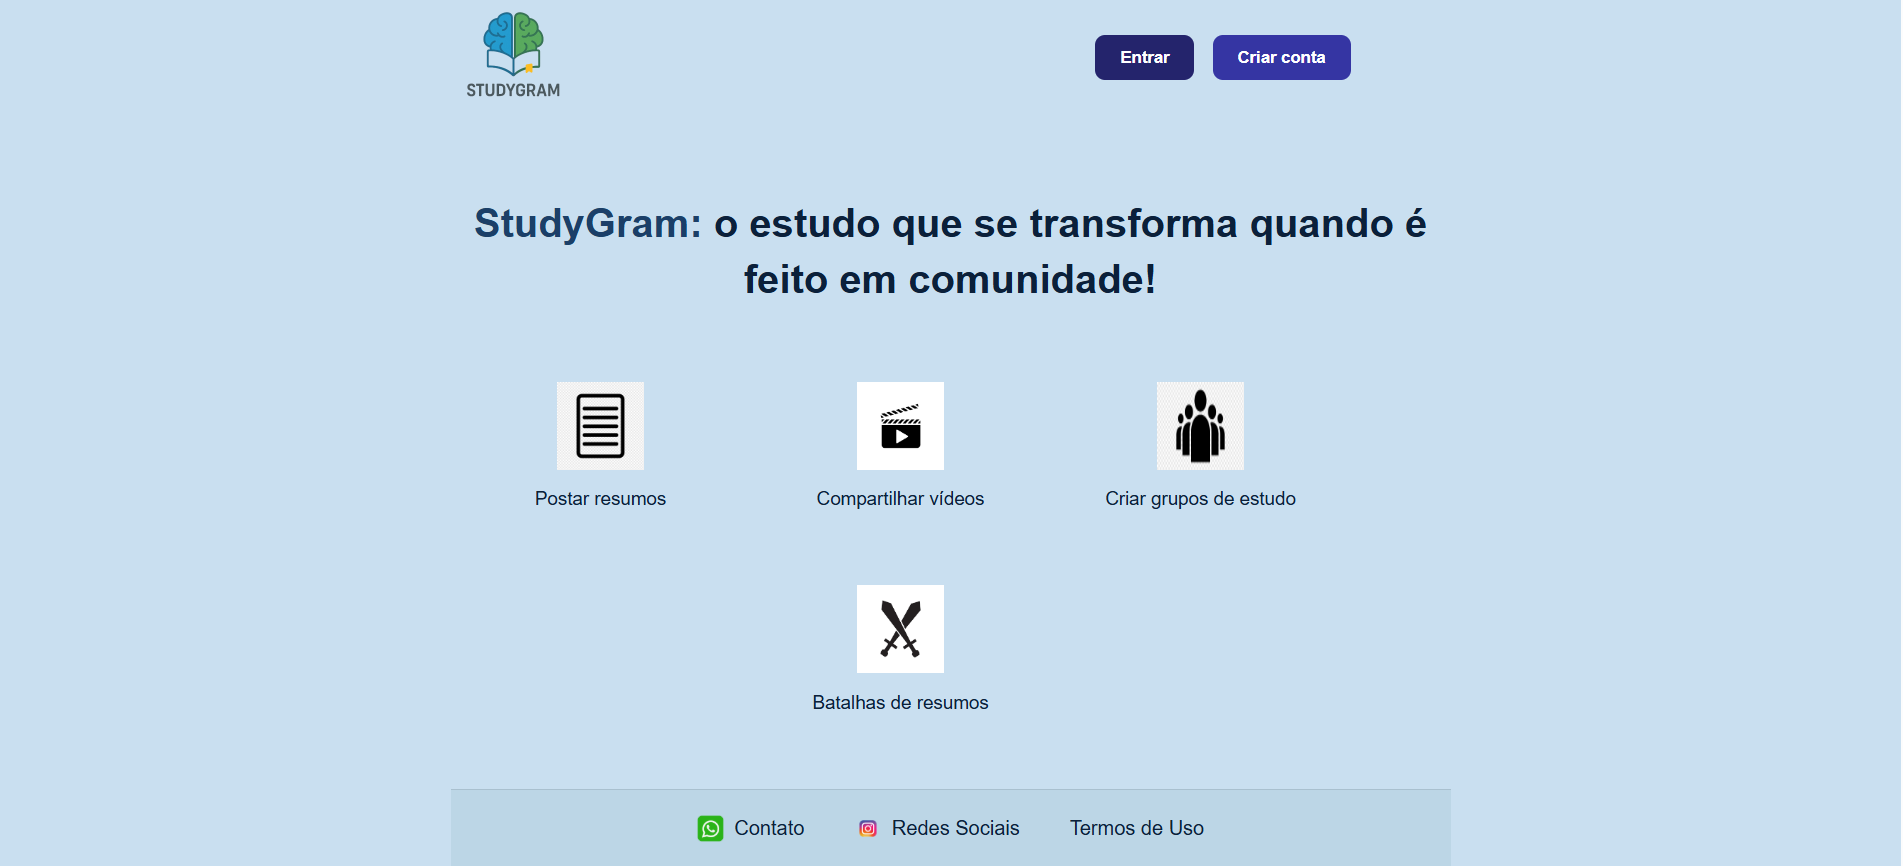 STUDYGRAM
Entrar
Criar conta
StudyGram: o estudo que se transforma quando é
feito em comunidade!
Postar resumos
Compartilhar vídeos
Criar grupos de estudo
Batalhas de resumos
Contato
Redes Sociais
Termos de Uso